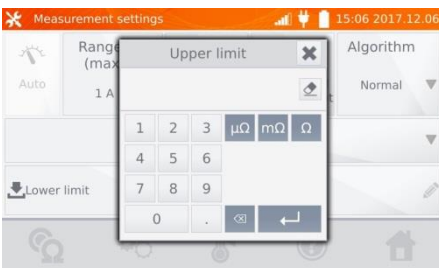 Measurement settings 15:06 2017.12.06
Range Upper limit Algorithm
(max
Auto 1 A Normal
1 2 3 μΩ mΩ Ω
4 5 6
7 8 9
Lower limit
0 .